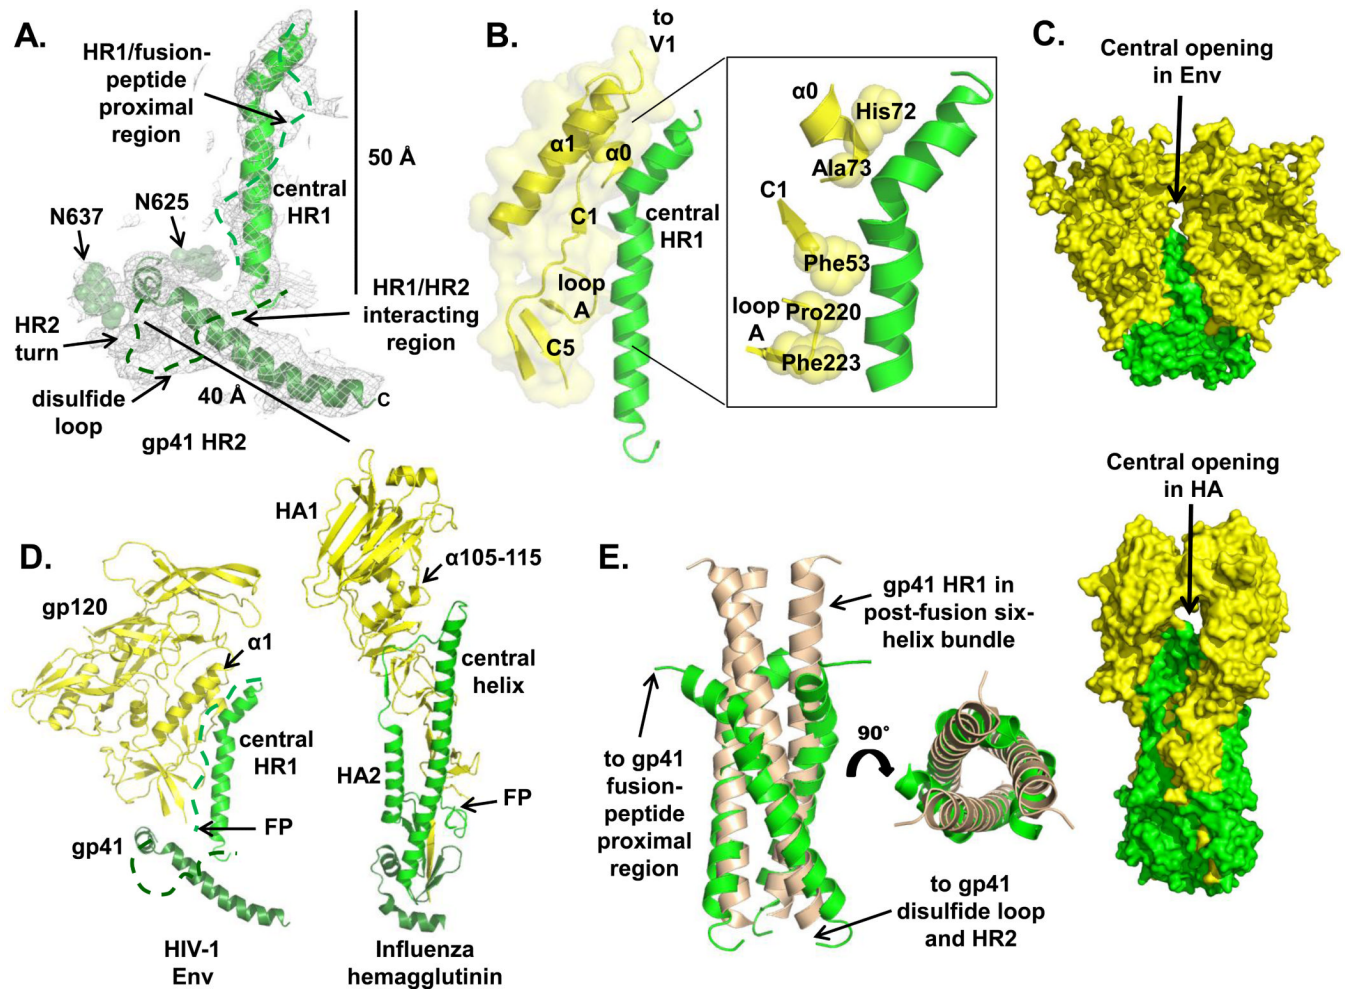 A.
HR1/fusion-
peptide
proximal
region
50 Å
central
HR1
N637
N625
HR1/HR2
interacting
region
HR2
turn
disulfide
loop
40 Å
C
gp41 HR2
B.
to
V1
α1
α0
C1
central
HR1
loop
A
C5
α0
His72
Ala73
C1
Phe53
loop
A
Pro220
Phe223
C.
Central opening
in Env
Central opening
in HA
D.
gp120
α1
central
HR1
FP
gp41
HIV-1
Env
HA1
α105-115
central
helix
HA2
FP
Influenza
hemagglutinin
E.
gp41 HR1 in
post-fusion six-
helix bundle
90°
to gp41
fusion-
peptide
proximal
region
to gp41
disulfide loop
and HR2